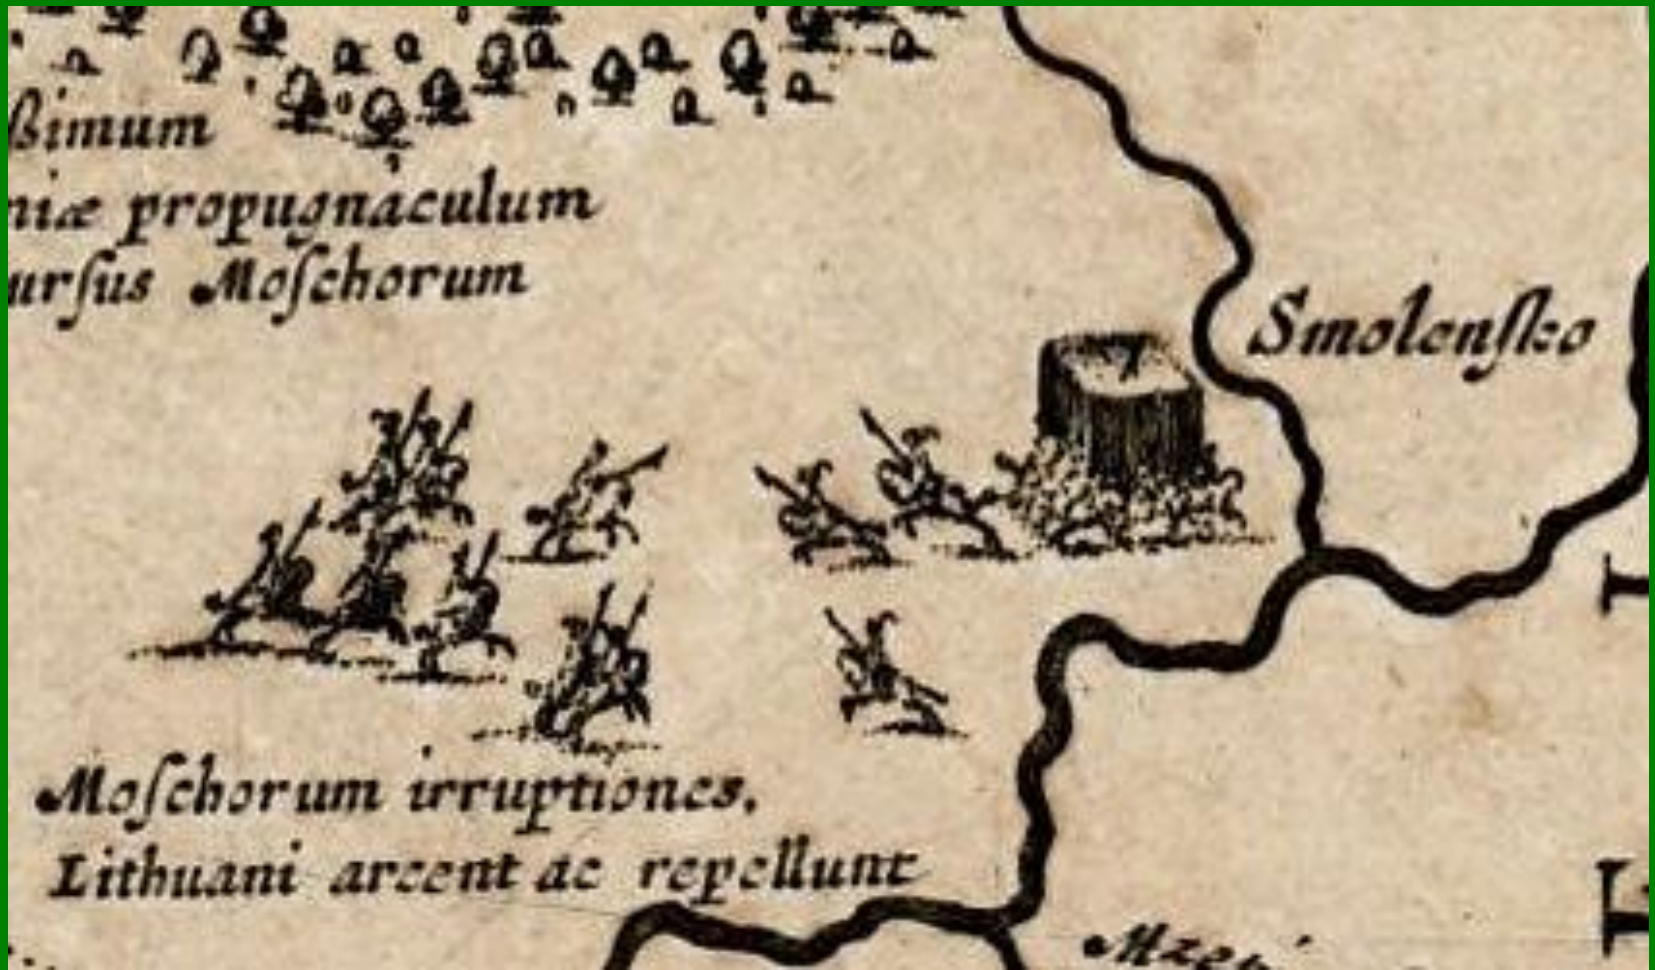 ßimum
niæ propugnaculum
urſus Moſchorum
Smolenſko
Moſchorum irruptiones,
Lithuani arcent ac repellunt